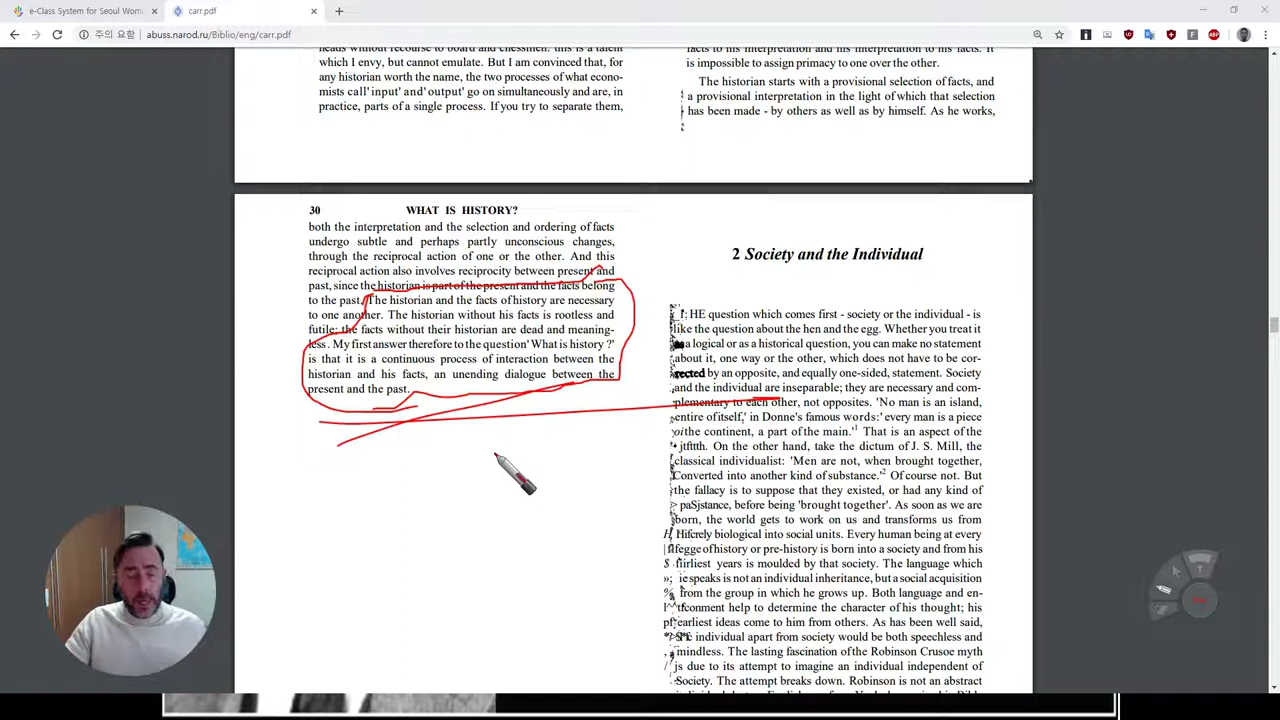 e-Class System for Seoul Wom
carr.pdf
주의 요함
abuss.narod.ru/Biblio/eng/carr.pdf
heads without recourse to board and chessmen: this is a talent
which I envy, but cannot emulate. But I am convinced that, for
any historian worth the name, the two processes of what econo-
mists call' input' and' output' go on simultaneously and are, in
practice, parts of a single process. If you try to separate them,
facts to his interpretation and his interpretation to his facts. It
is impossible to assign primacy to one over the other.
The historian starts with a provisional selection of facts, and
a provisional interpretation in the light of which that selection
has been made - by others as well as by himself. As he works,
30 WHAT IS HISTORY?
both the interpretation and the selection and ordering of facts
undergo subtle and perhaps partly unconscious changes,
through the reciprocal action of one or the other. And this
reciprocal action also involves reciprocity between present and
past, since the historian is part of the present and the facts belong
to the past. The historian and the facts of history are necessary
to one another. The historian without his facts is rootless and
futile; the facts without their historian are dead and meaning-
less. My first answer therefore to the question' What is history ?'
is that it is a continuous process of interaction between the
historian and his facts, an unending dialogue between the
present and the past.
2 Society and the Individual
HE question which comes first - society or the individual - is
like the question about the hen and the egg. Whether you treat it
a logical or as a historical question, you can make no statement
about it, one way or the other, which does not have to be cor-
rected by an opposite, and equally one-sided, statement. Society
and the individual are inseparable; they are necessary and com-
plementary to each other, not opposites. 'No man is an island,
entire of itself,' in Donne's famous words:' every man is a piece
of the continent, a part of the main.'1 That is an aspect of the
On the other hand, take the dictum of J. S. Mill, the
classical individualist: 'Men are not, when brought together,
Converted into another kind of substance.'2 Of course not. But
the fallacy is to suppose that they existed, or had any kind of
paSjstance, before being 'brought together'. As soon as we are
born, the world gets to work on us and transforms us from
biological into social units. Every human being at every
of history or pre-history is born into a society and from his
years is moulded by that society. The language which
speaks is not an individual inheritance, but a social acquisition
from the group in which he grows up. Both language and en-
help to determine the character of his thought; his
earliest ideas come to him from others. As has been well said,
individual apart from society would be both speechless and
mindless. The lasting fascination of the Robinson Crusoe myth
is due to its attempt to imagine an individual independent of
Society. The attempt breaks down. Robinson is not an abstract